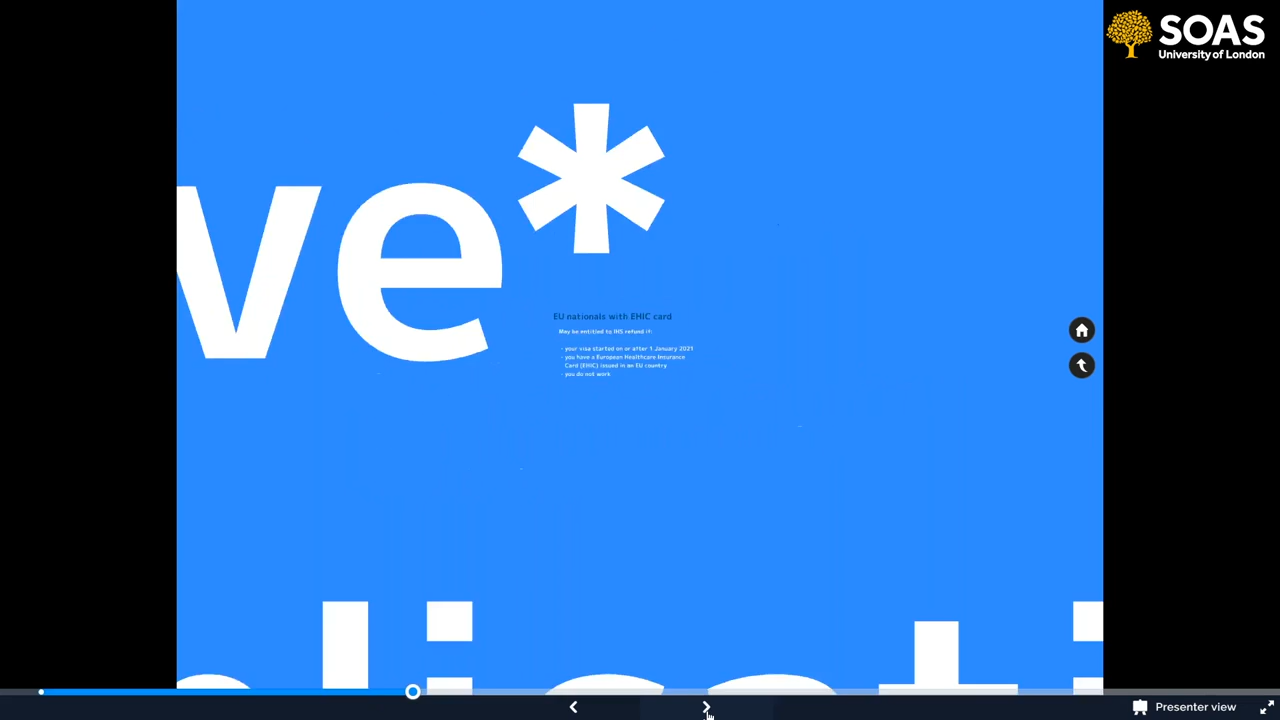 SOAS
University of London
ve*
EU nationals with EHIC card
May be entitled to IHS refund if:
- your visa started on or after 1 January 2021
- you have a European Healthcare Insurance
Card (EHIC) issued in an EU country
- you do not work
Presenter view